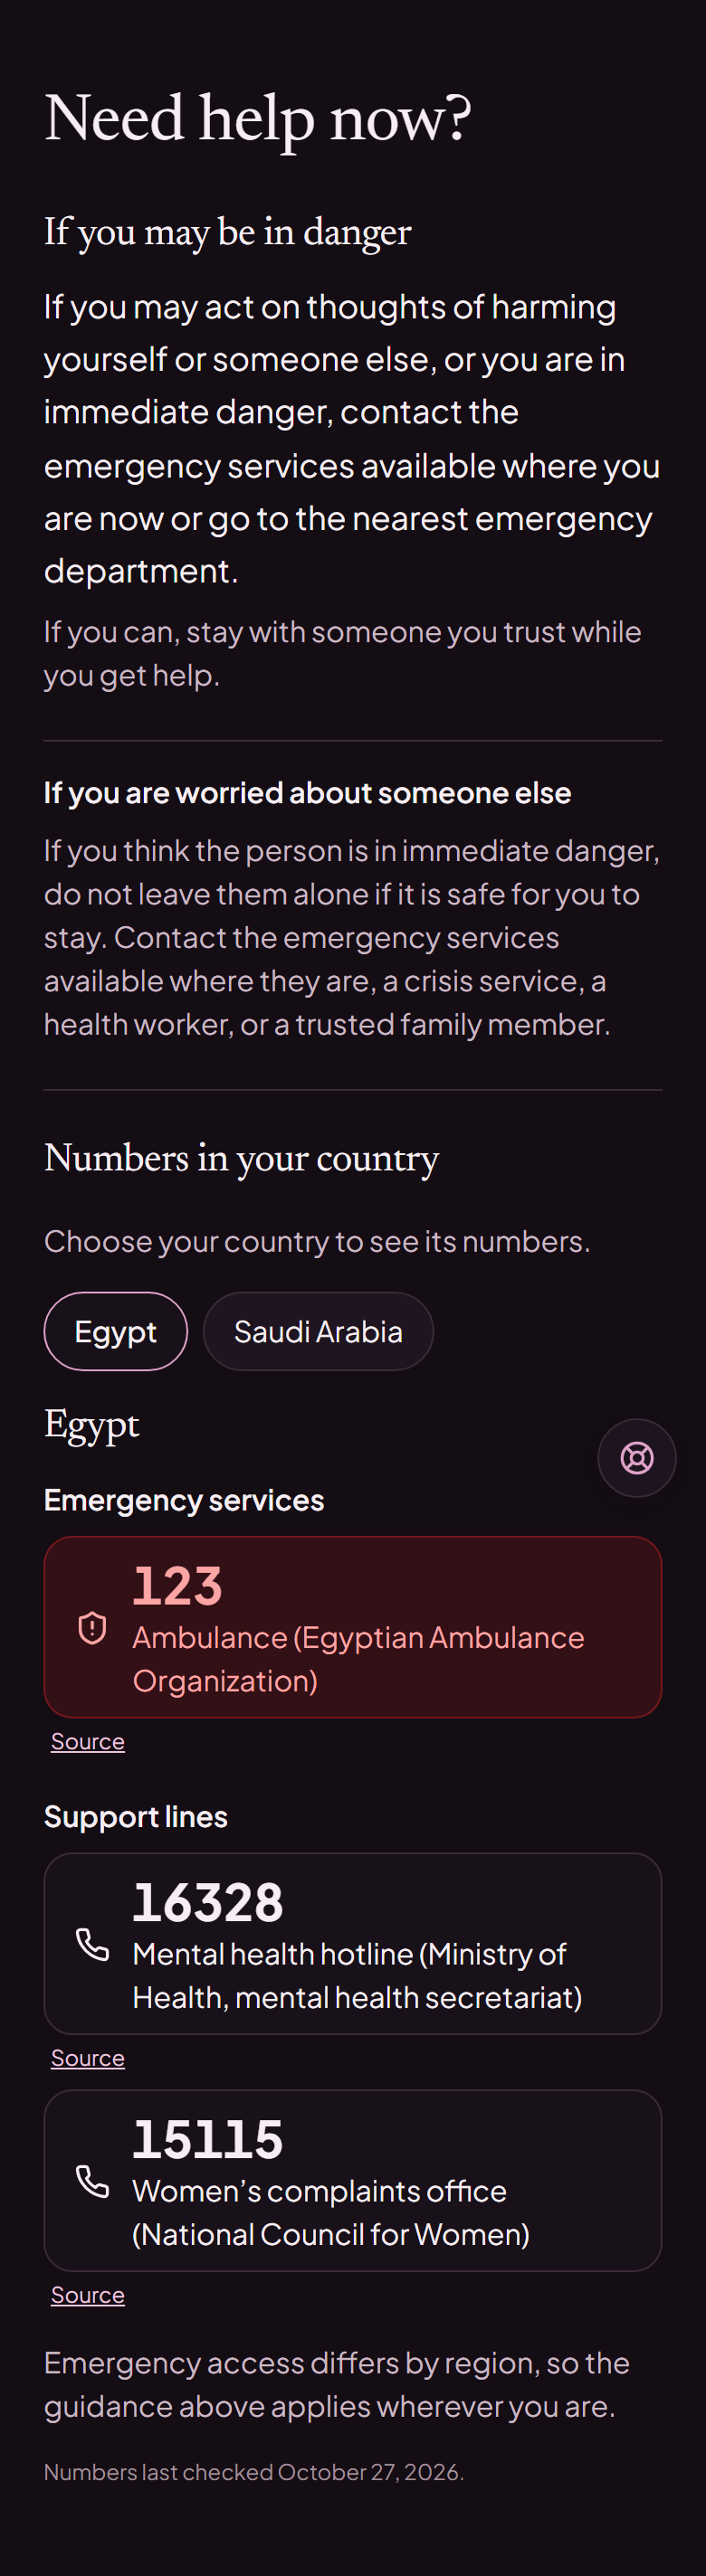 Need help now?
If you may be in danger
If you may act on thoughts of harming
yourself or someone else, or you are in
immediate danger, contact the
emergency services available where you
are now or go to the nearest emergency
department.
If you can, stay with someone you trust while
you get help.
If you are worried about someone else
If you think the person is in immediate danger,
do not leave them alone if it is safe for you to
stay. Contact the emergency services
available where they are, a crisis service, a
health worker, or a trusted family member.
Numbers in your country
Choose your country to see its numbers.
Egypt
Saudi Arabia
Egypt
Emergency services
123
Ambulance (Egyptian Ambulance
Organization)
Source
Support lines
16328
Mental health hotline (Ministry of
Health, mental health secretariat)
Source
15115
Women’s complaints office
(National Council for Women)
Source
Emergency access differs by region, so the
guidance above applies wherever you are.
Numbers last checked October 27, 2026.